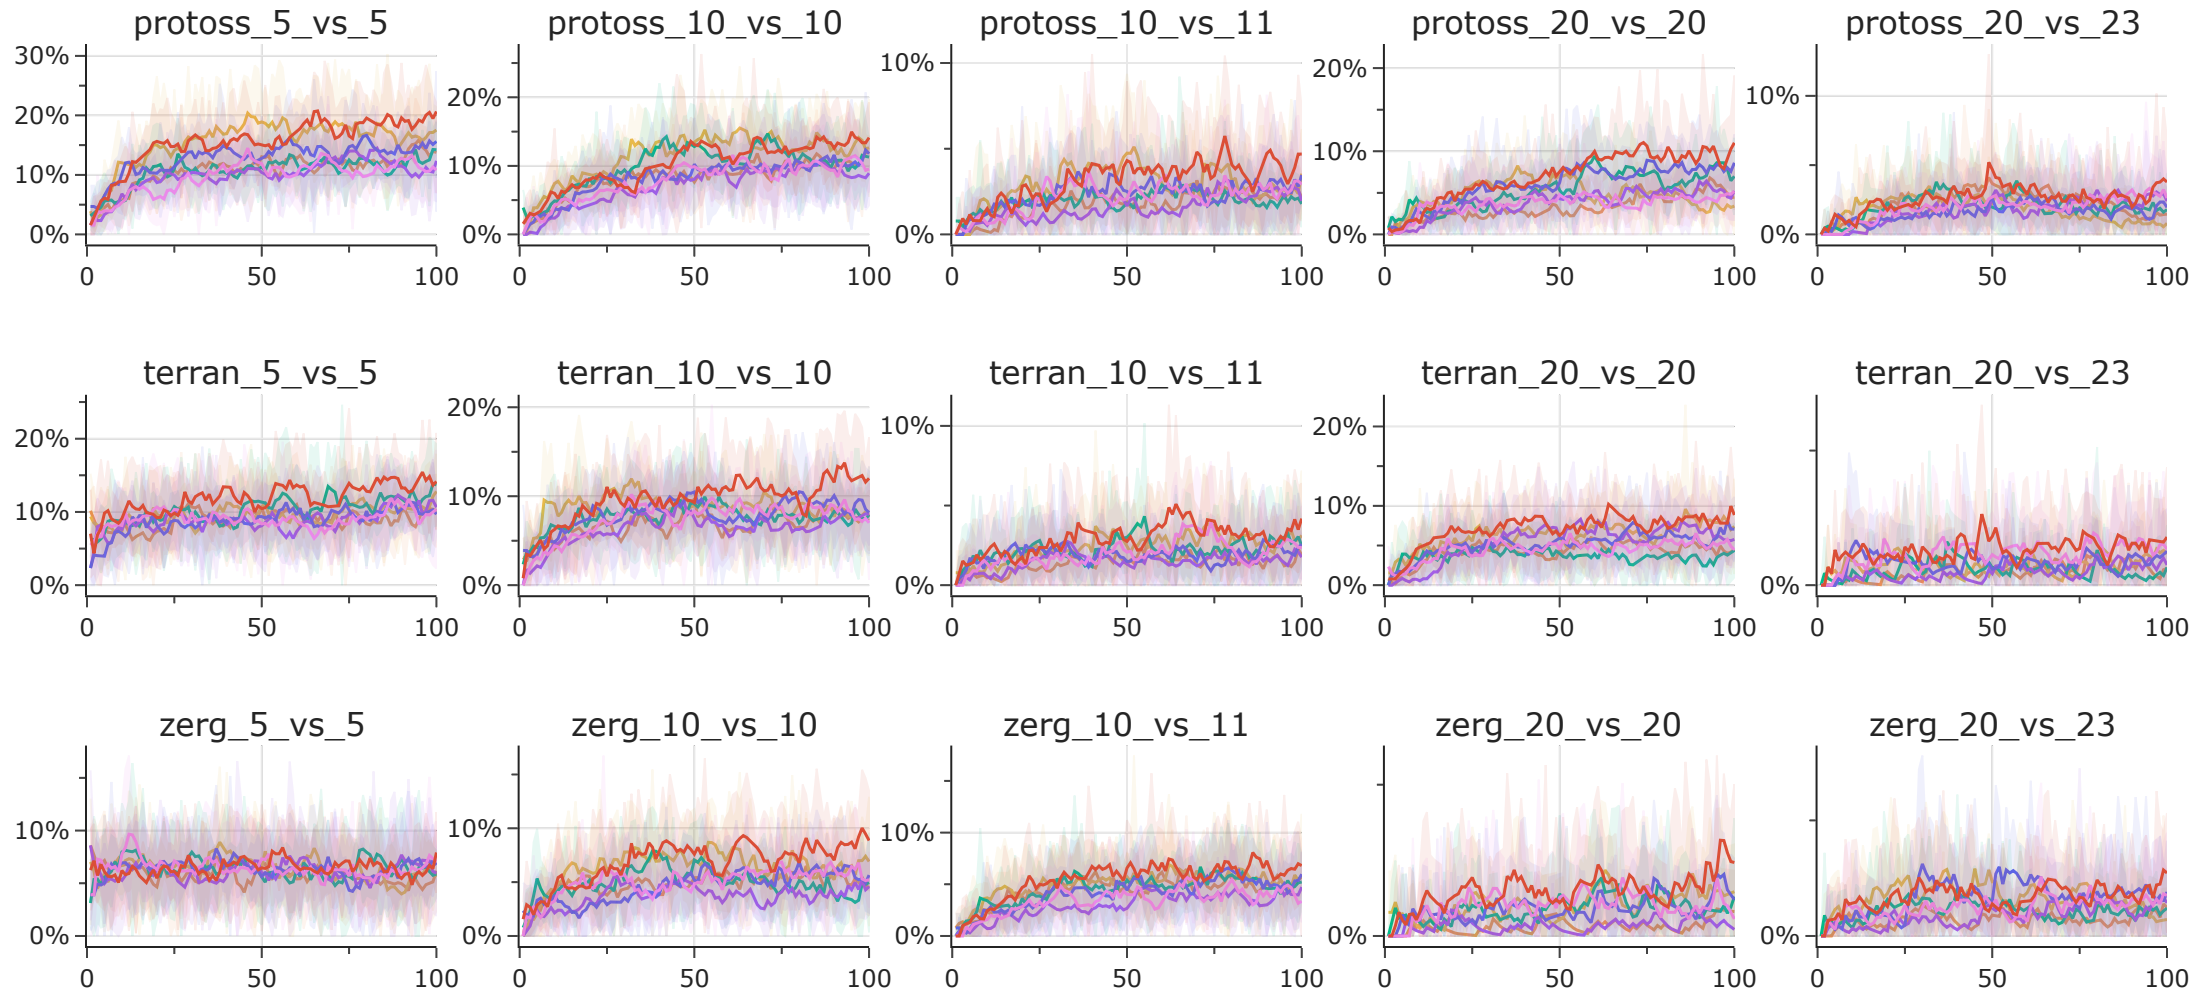 protoss_5_vs_5 protoss_10_vs_10 protoss_10_vs_11 protoss_20_vs_20 protoss_20_vs_23
30% 20% 10% 0% 0 50 100
20% 10% 0% 0 50 100
10% 0% 0 50 100
20% 10% 0% 0 50 100
10% 0% 0 50 100
terran_5_vs_5 terran_10_vs_10 terran_10_vs_11 terran_20_vs_20 terran_20_vs_23
20% 10% 0% 0 50 100
20% 10% 0% 0 50 100
10% 0% 0 50 100
20% 10% 0% 0 50 100
0% 0 50 100
zerg_5_vs_5 zerg_10_vs_10 zerg_10_vs_11 zerg_20_vs_20 zerg_20_vs_23
10% 0% 0 50 100
10% 0% 0 50 100
10% 0% 0 50 100
0% 0 50 100
0% 0 50 100